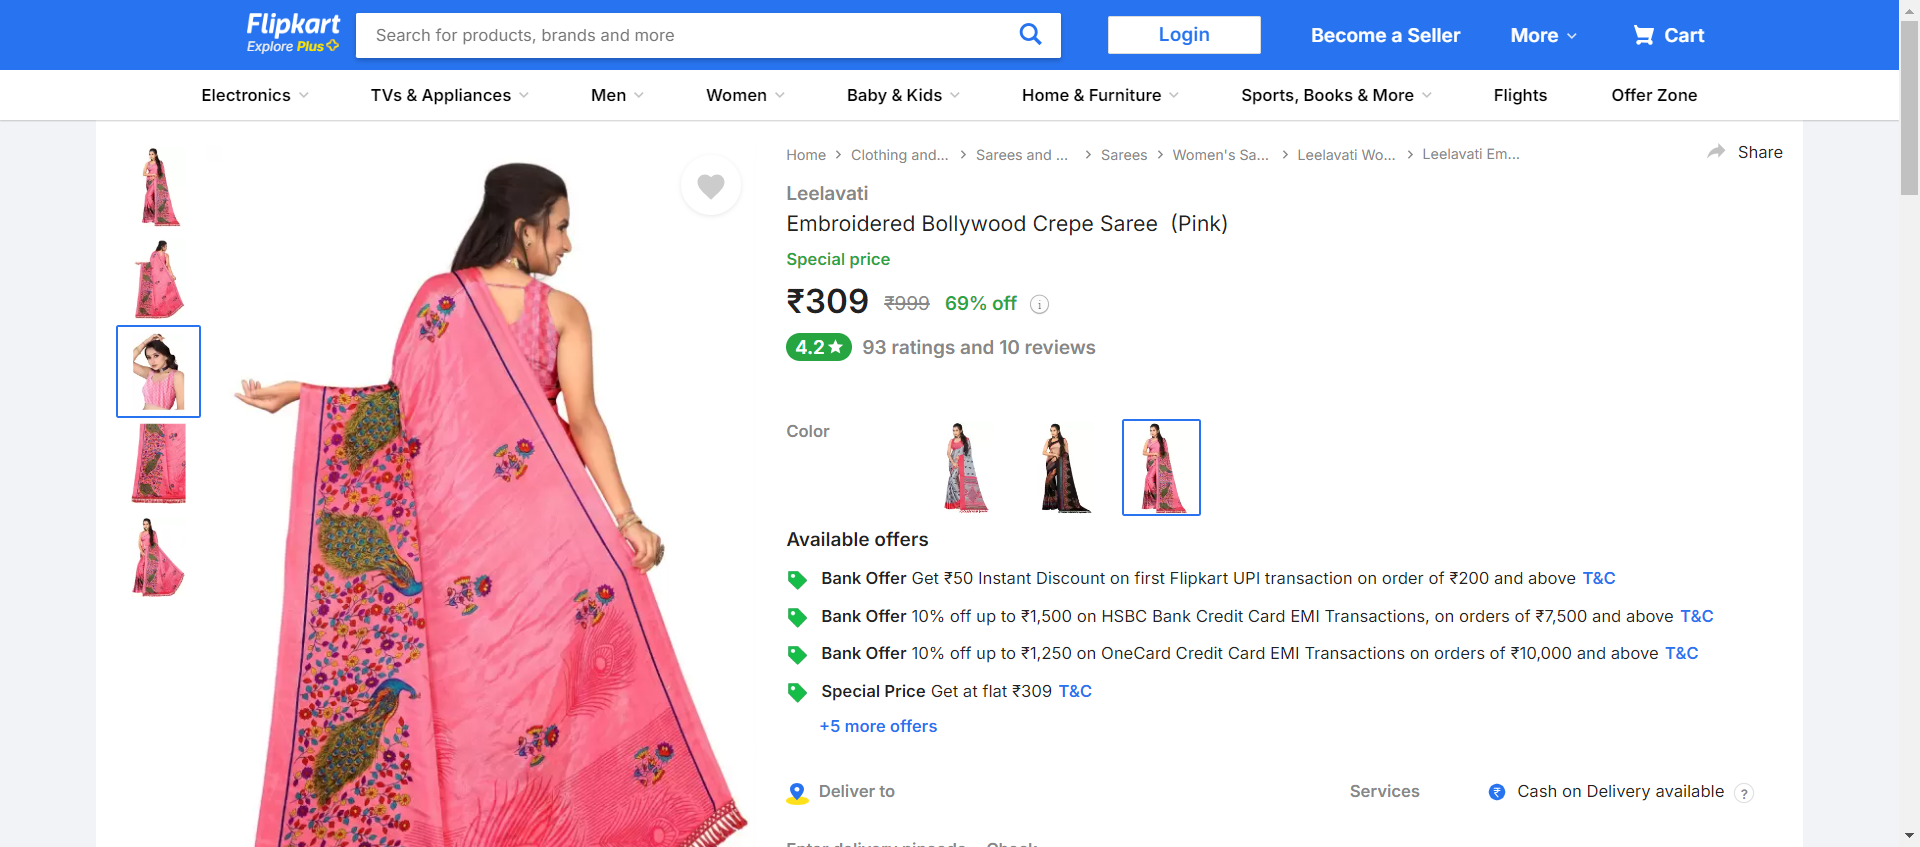 Flipkart
Explore Plus
Search for products, brands and more
Login
Become a Seller
More
Cart
Electronics
TVs & Appliances
Men
Women
Baby & Kids
Home & Furniture
Sports, Books & More
Flights
Offer Zone
Home
Clothing and...
Sarees and ...
Sarees
Women's Sa...
Leelavati Wo...
Leelavati Em...
Share
Leelavati
Embroidered Bollywood Crepe Saree (Pink)
Special price
₹309 ₹999 69% off i
4.2★ 93 ratings and 10 reviews
Color
Available offers
Bank Offer Get ₹50 Instant Discount on first Flipkart UPI transaction on order of ₹200 and above T&C
Bank Offer 10% off up to ₹1,500 on HSBC Bank Credit Card EMI Transactions, on orders of ₹7,500 and above T&C
Bank Offer 10% off up to ₹1,250 on OneCard Credit Card EMI Transactions on orders of ₹10,000 and above T&C
Special Price Get at flat ₹309 T&C
+5 more offers
Deliver to
Services
₹ Cash on Delivery available ?
Enter delivery pincode Check